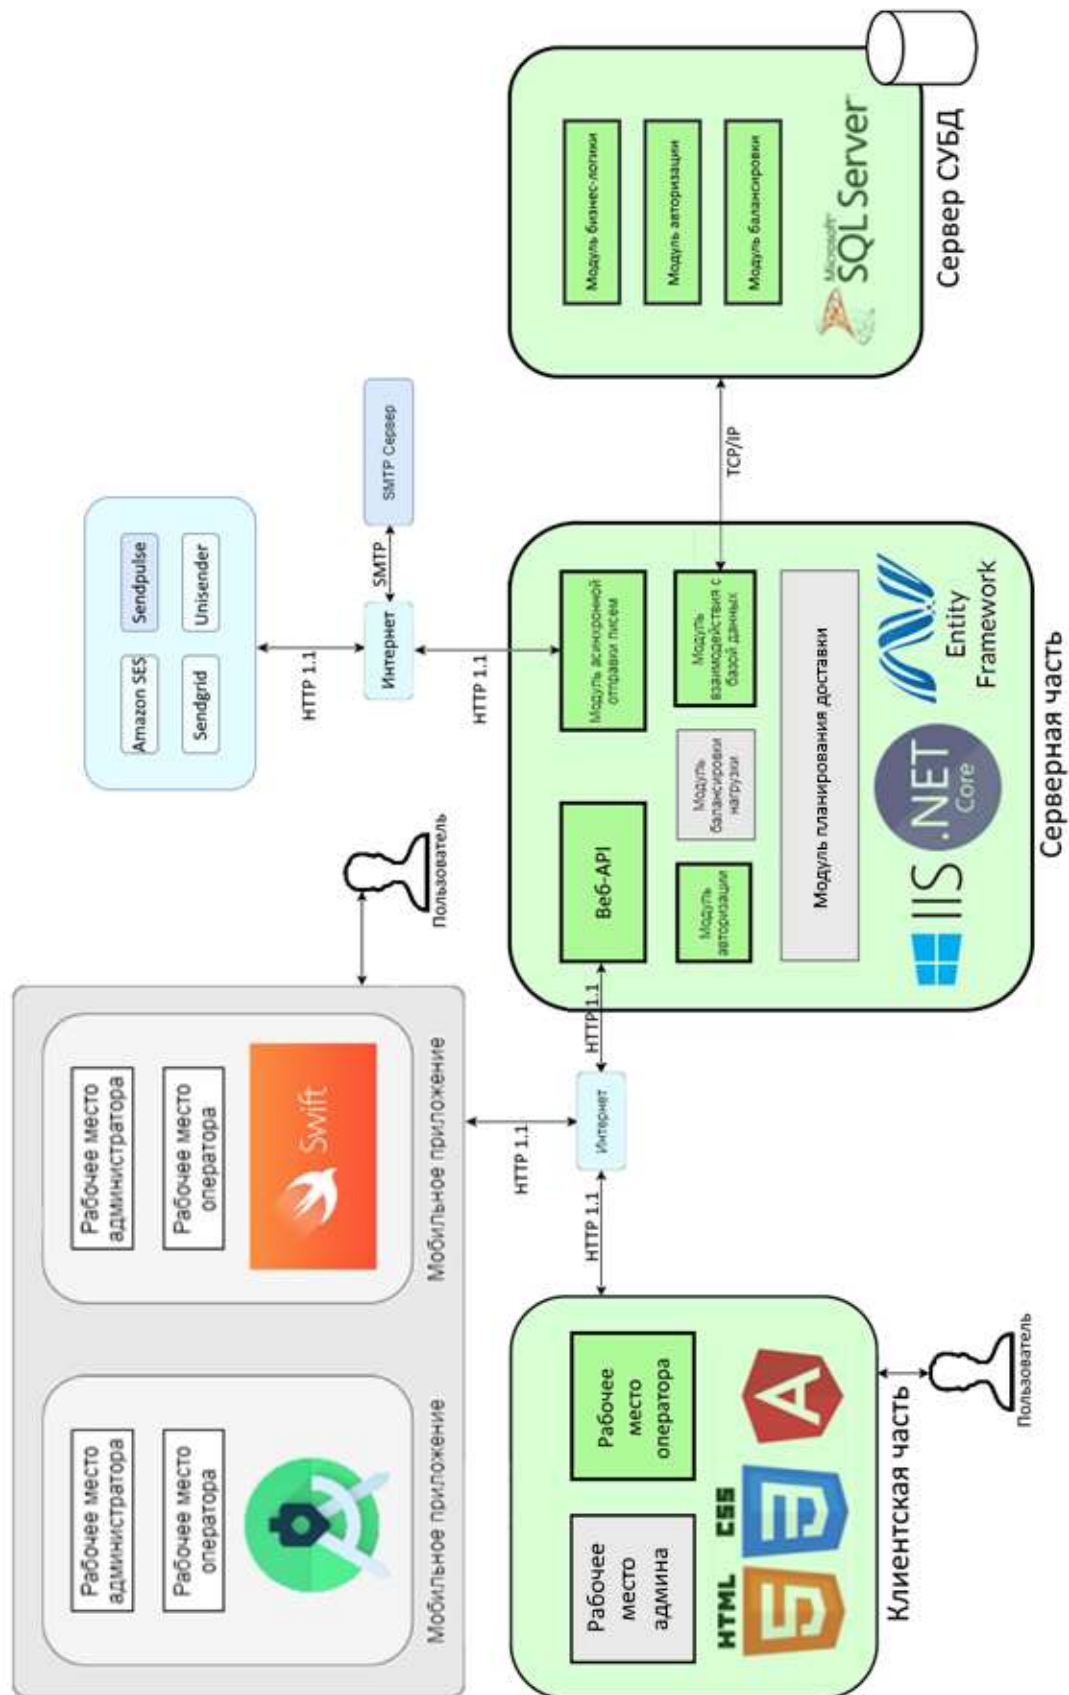 Рабочее место
администратора
Рабочее место
оператора
Мобильное приложение
Рабочее место
администратора
Рабочее место
оператора
Swift
Мобильное приложение
Пользователь
Amazon SES
Sendpulse
Sendgrid
Unisender
HTTP 1.1
Интернет
SMTP
SMTP Сервер
HTTP 1.1
HTTP 1.1
Рабочее
место
админа
Рабочее
место
оператора
HTML
CSS
5
3
A
Клиентская часть
Пользователь
HTTP 1.1
Интернет
HTTP 1.1
Веб-API
Модуль асинхронной
отправки писем
Модуль
авторизации
Модуль
балансировки
нагрузки
Модуль
взаимодействия с
базой данных
Модуль планирования доставки
IIS
.NET
Core
Entity
Framework
Серверная часть
TCP/IP
Модуль бизнес-логики
Модуль авторизации
Модуль балансировки
Microsoft
SQL Server
Сервер СУБД